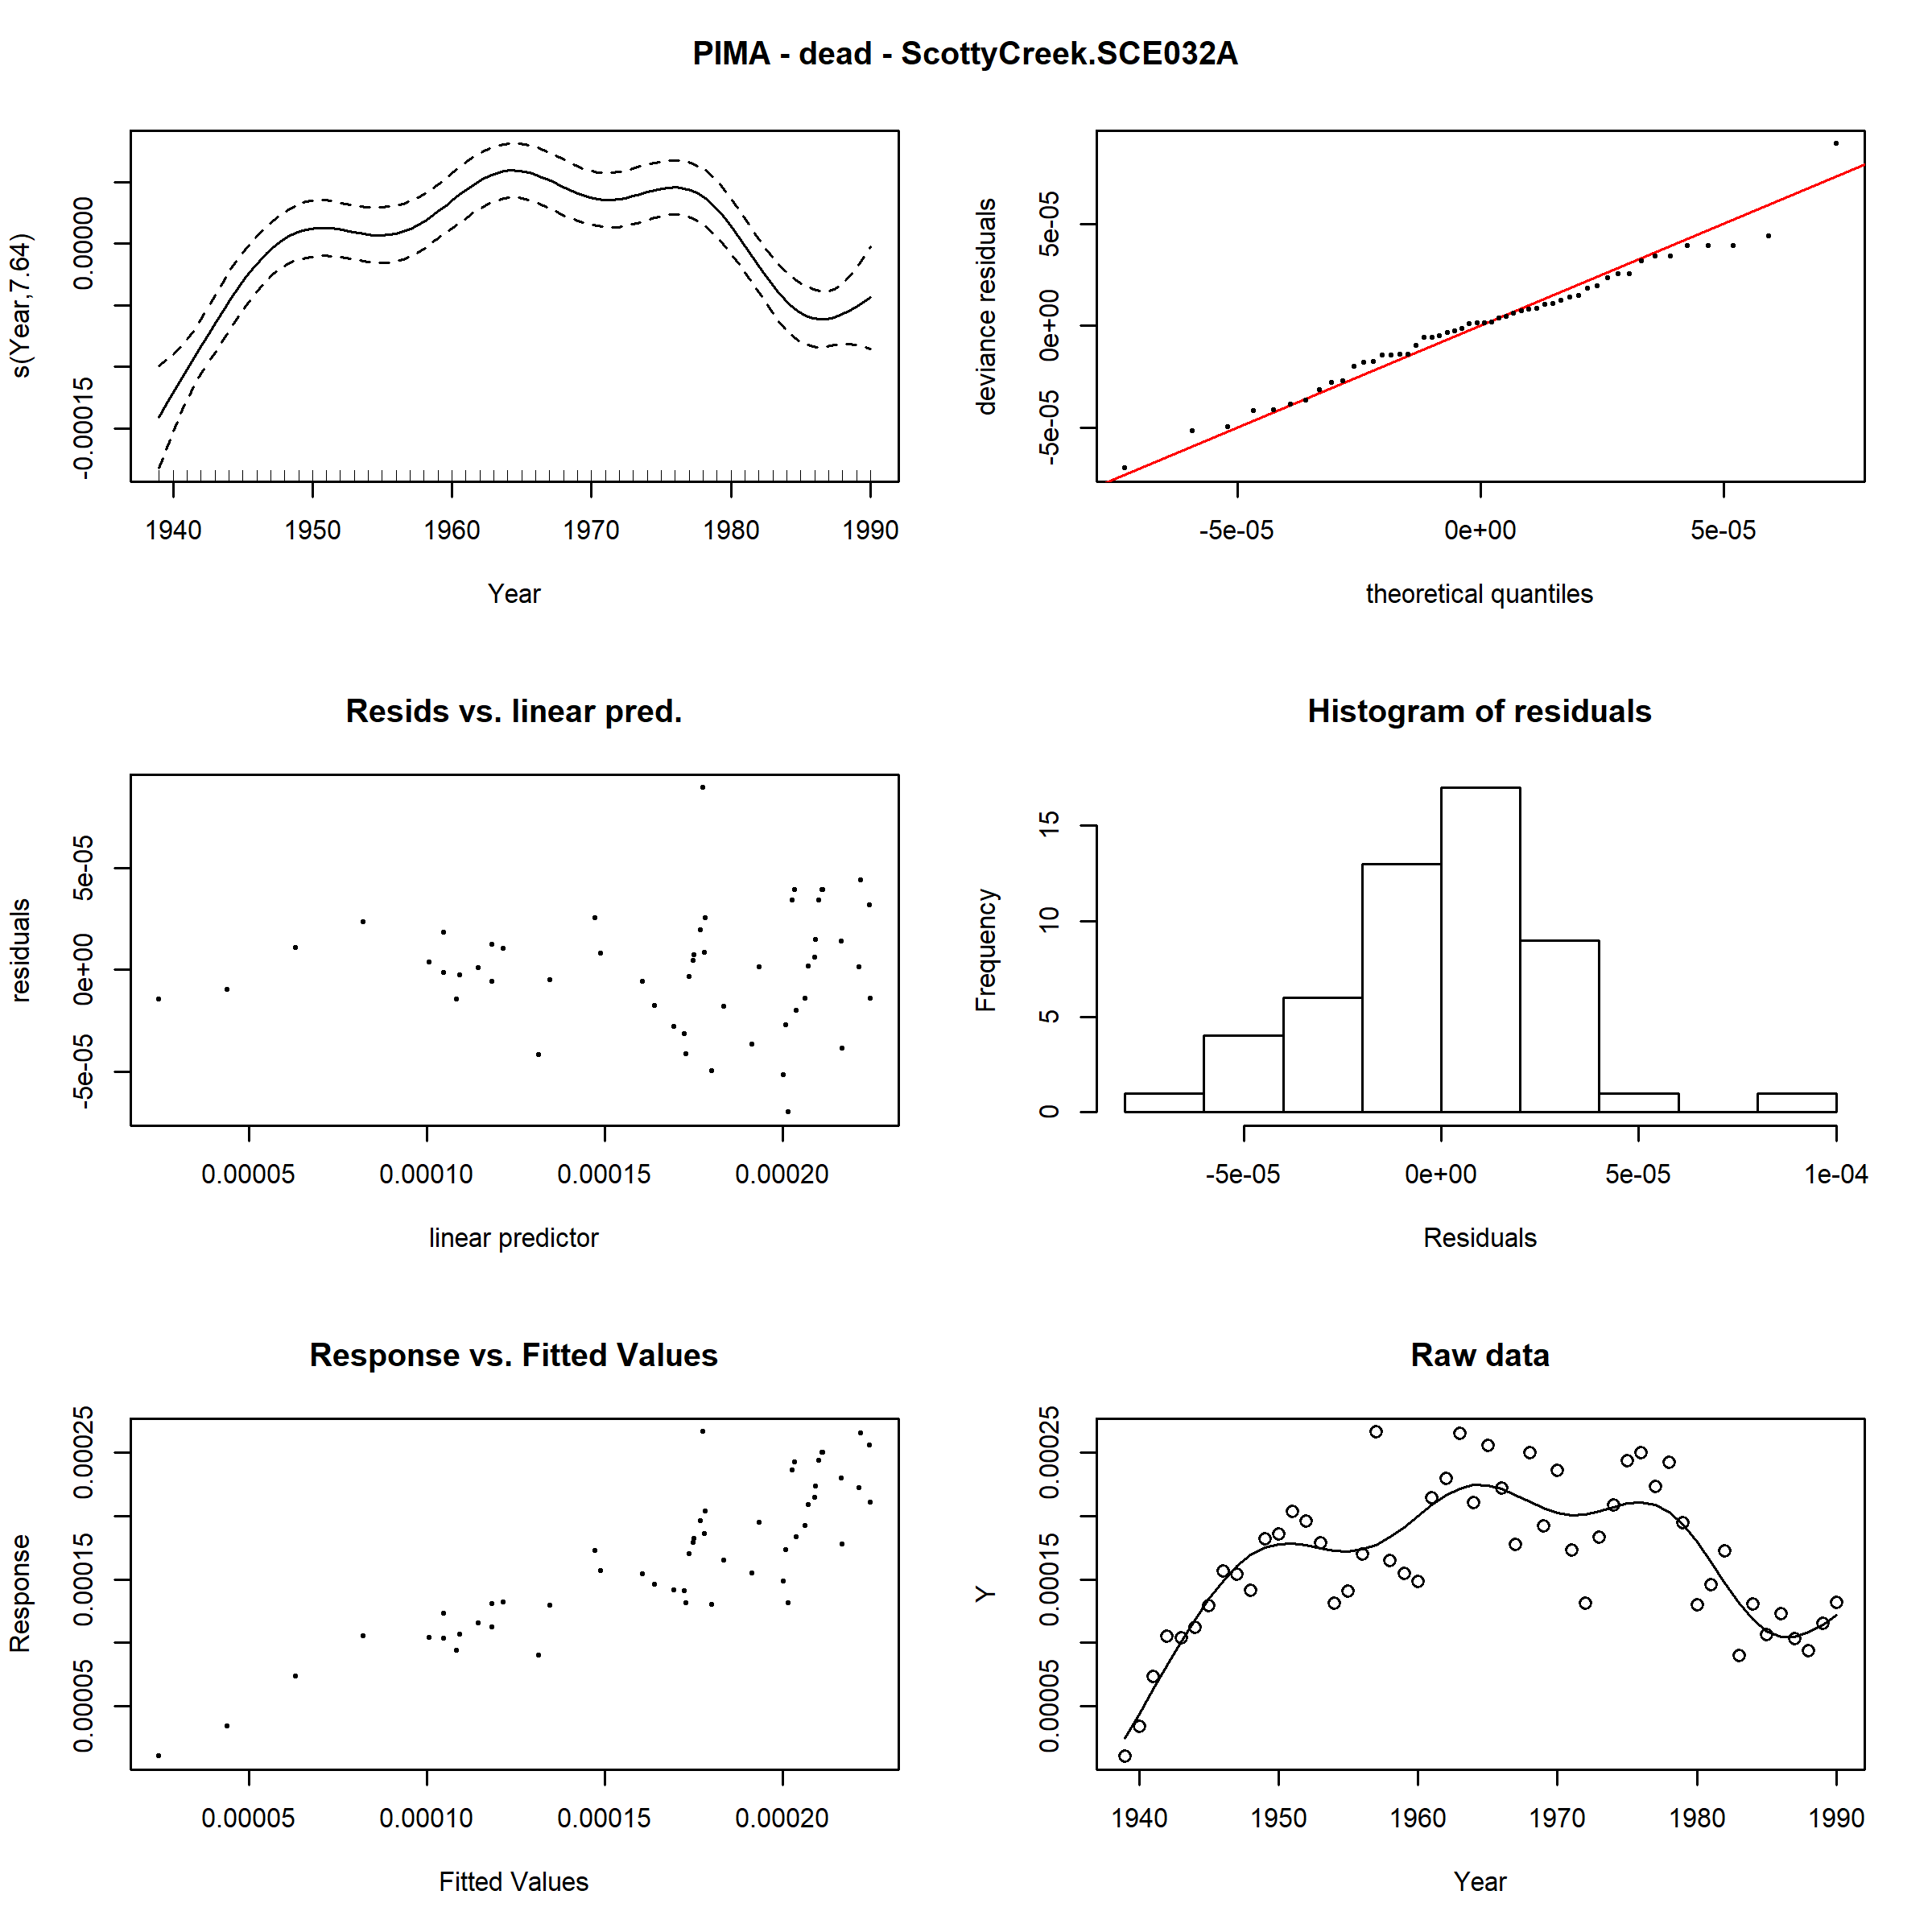 PIMA - dead - ScottyCreek.SCE032A
s(Year,7.64)
-0.00015 0.00000
1940 1950 1960 1970 1980 1990
Year
deviance residuals
-5e-05 0e+00 5e-05
-5e-05 0e+00 5e-05
theoretical quantiles
Resids vs. linear pred.
residuals
-5e-05 0e+00 5e-05
0.00005 0.00010 0.00015 0.00020
linear predictor
Histogram of residuals
Frequency
0 5 10 15
-5e-05 0e+00 5e-05 1e-04
Residuals
Response vs. Fitted Values
Response
0.00005 0.00015 0.00025
0.00005 0.00010 0.00015 0.00020
Fitted Values
Raw data
Y
0.00005 0.00015 0.00025
1940 1950 1960 1970 1980 1990
Year